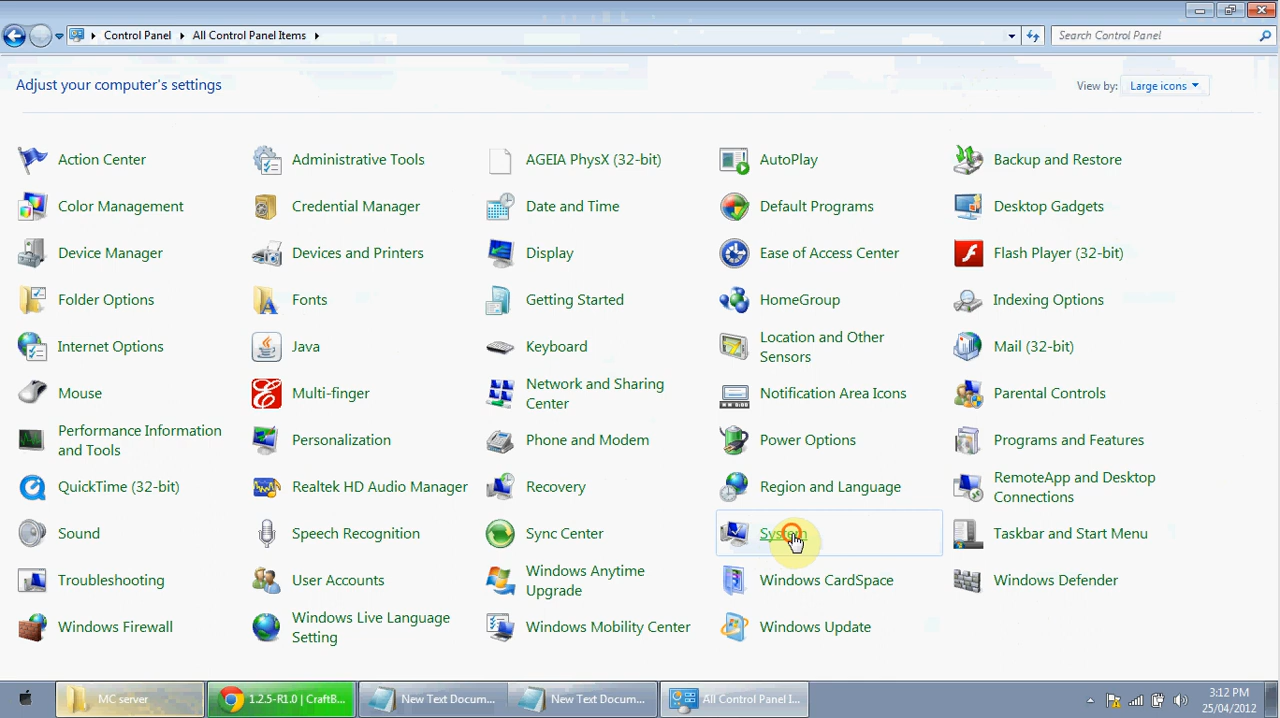 Control Panel
All Control Panel Items
Search Control Panel
Adjust your computer's settings
View by: Large icons
Action Center
Administrative Tools
AGEIA PhysX (32-bit)
AutoPlay
Backup and Restore
Color Management
Credential Manager
Date and Time
Default Programs
Desktop Gadgets
Device Manager
Devices and Printers
Display
Ease of Access Center
Flash Player (32-bit)
Folder Options
Fonts
Getting Started
HomeGroup
Indexing Options
Internet Options
Java
Keyboard
Location and Other
Sensors
Mail (32-bit)
Mouse
Multi-finger
Network and Sharing
Center
Notification Area Icons
Parental Controls
Performance Information
and Tools
Personalization
Phone and Modem
Power Options
Programs and Features
QuickTime (32-bit)
Realtek HD Audio Manager
Recovery
Region and Language
RemoteApp and Desktop
Connections
Sound
Speech Recognition
Sync Center
System
Taskbar and Start Menu
Troubleshooting
User Accounts
Windows Anytime
Upgrade
Windows CardSpace
Windows Defender
Windows Firewall
Windows Live Language
Setting
Windows Mobility Center
Windows Update
MC server
1.2.5-R1.0 | CraftB...
New Text Docum...
New Text Docum...
All Control Panel I...
3:12 PM
25/04/2012